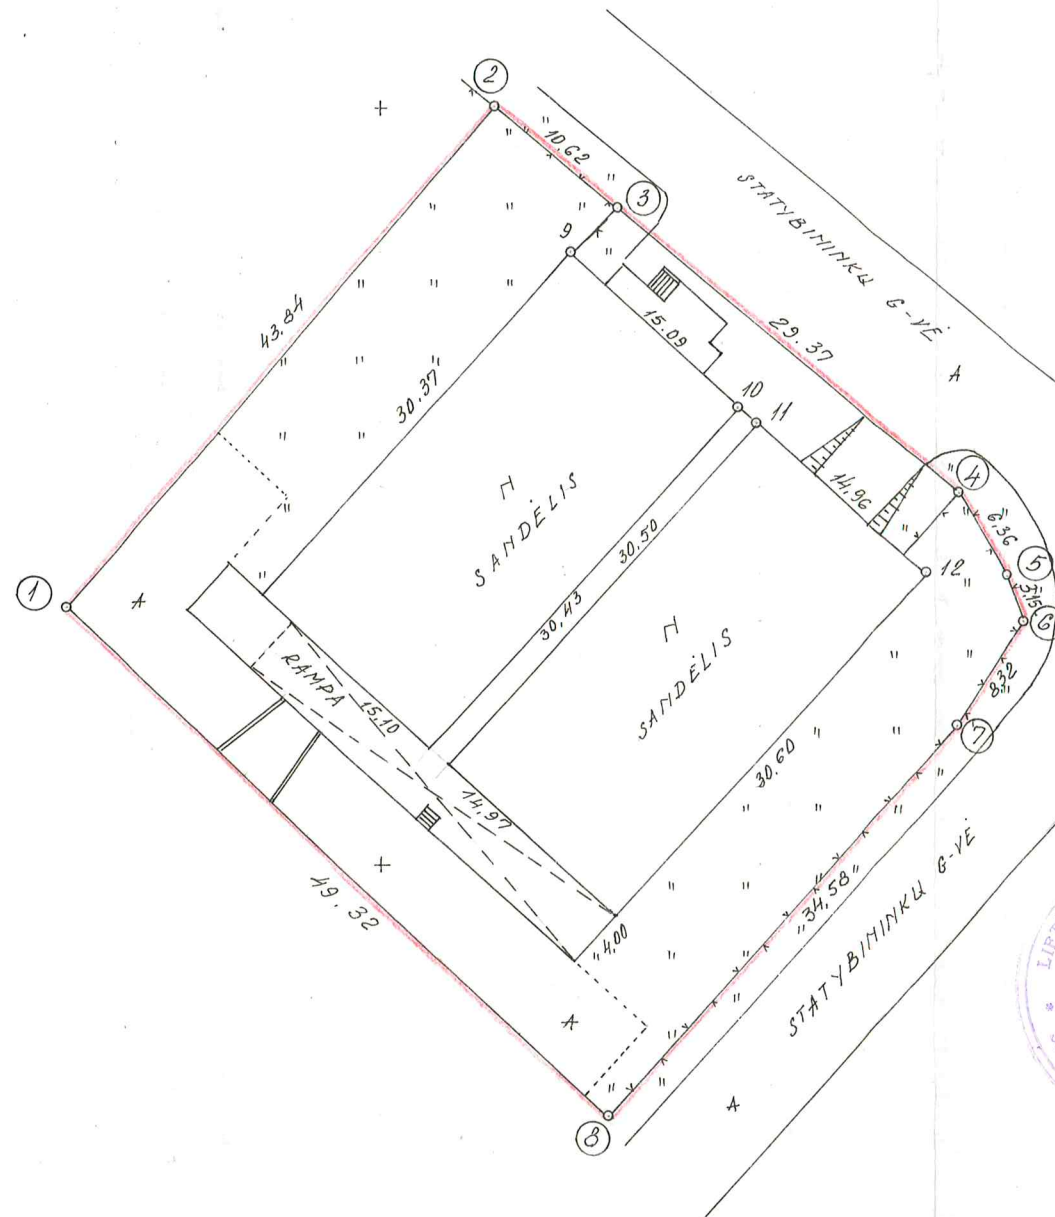 2
10,62
3
9
STATYBININKŲ G-VĖ
43.84
15.09
29.37
A
30,37
10
11
П
SANDĖLIS
14,96
4
6,36
5
3,15
6
12
30,50
30,43
1
A
П
SANDĖLIS
8,32
7
RAMPA
15,10
14,97
30,60
49,32
34,58
4,00
STATYBININKŲ G-VĖ
A
A
8